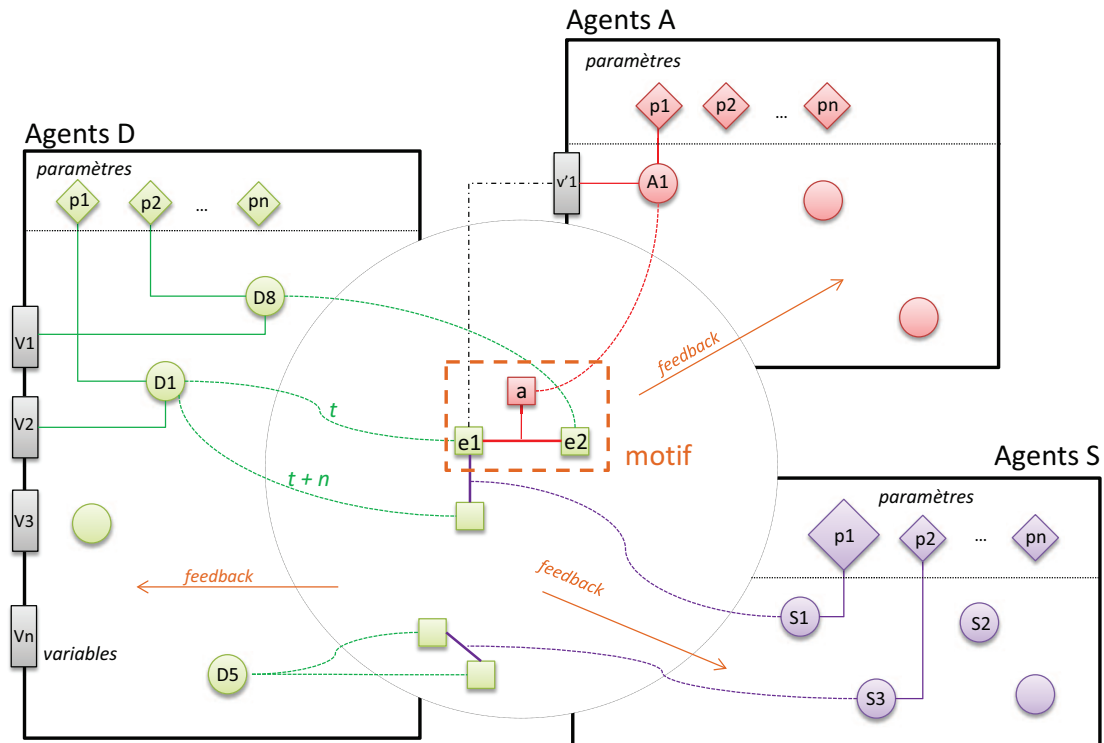 Agents A
paramètres
p1 p2 ... pn
v'1
A1
Agents D
paramètres
p1 p2 ... pn
D8
V1
D1
V2
V3
Vn
variables
D5
t
t + n
a
e1 e2
motif
feedback
feedback
feedback
Agents S
paramètres
p1 p2 ... pn
S1
S2
S3